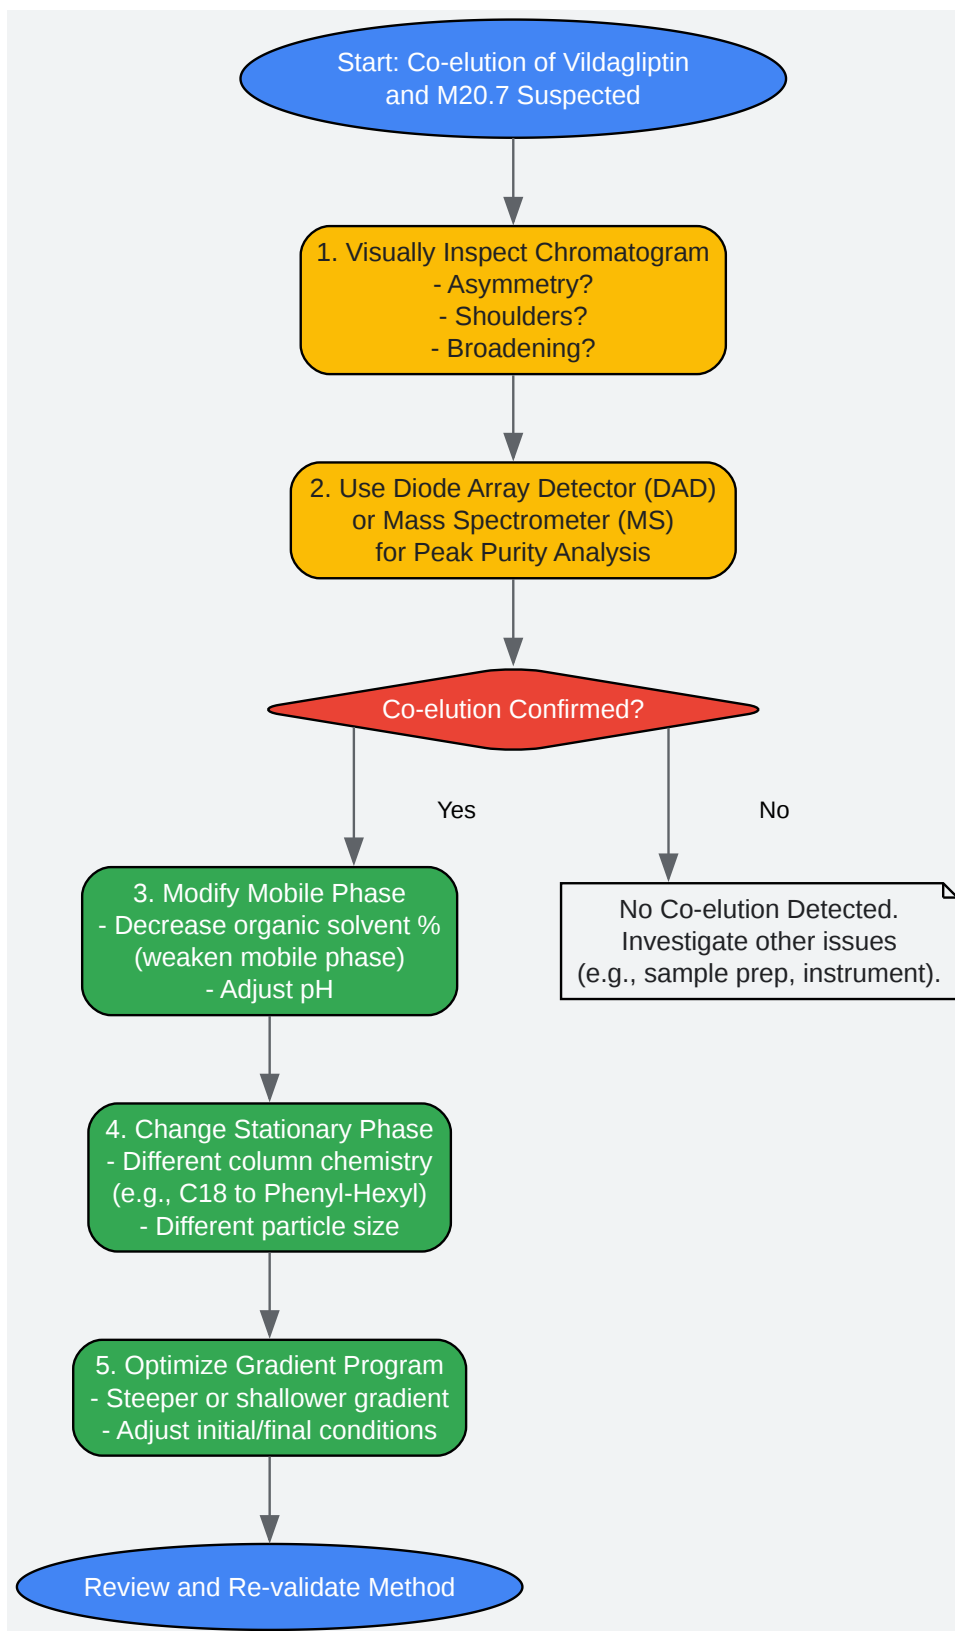 Start: Co-elution of Vildagliptin
and M20.7 Suspected
1. Visually Inspect Chromatogram
- Asymmetry?
- Shoulders?
- Broadening?
2. Use Diode Array Detector (DAD)
or Mass Spectrometer (MS)
for Peak Purity Analysis
Co-elution Confirmed?
Yes
No
3. Modify Mobile Phase
- Decrease organic solvent %
(weaken mobile phase)
- Adjust pH
No Co-elution Detected.
Investigate other issues
(e.g., sample prep, instrument).
4. Change Stationary Phase
- Different column chemistry
(e.g., C18 to Phenyl-Hexyl)
- Different particle size
5. Optimize Gradient Program
- Steeper or shallower gradient
- Adjust initial/final conditions
Review and Re-validate Method